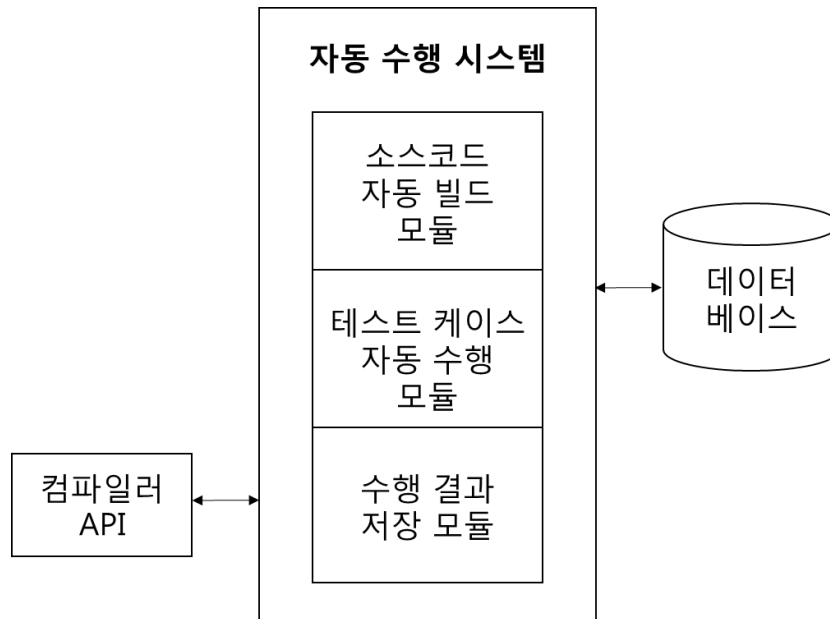 자동 수행 시스템
소스코드
자동 빌드
모듈
테스트 케이스
자동 수행
모듈
수행 결과
저장 모듈
데이터
베이스
컴파일러
API